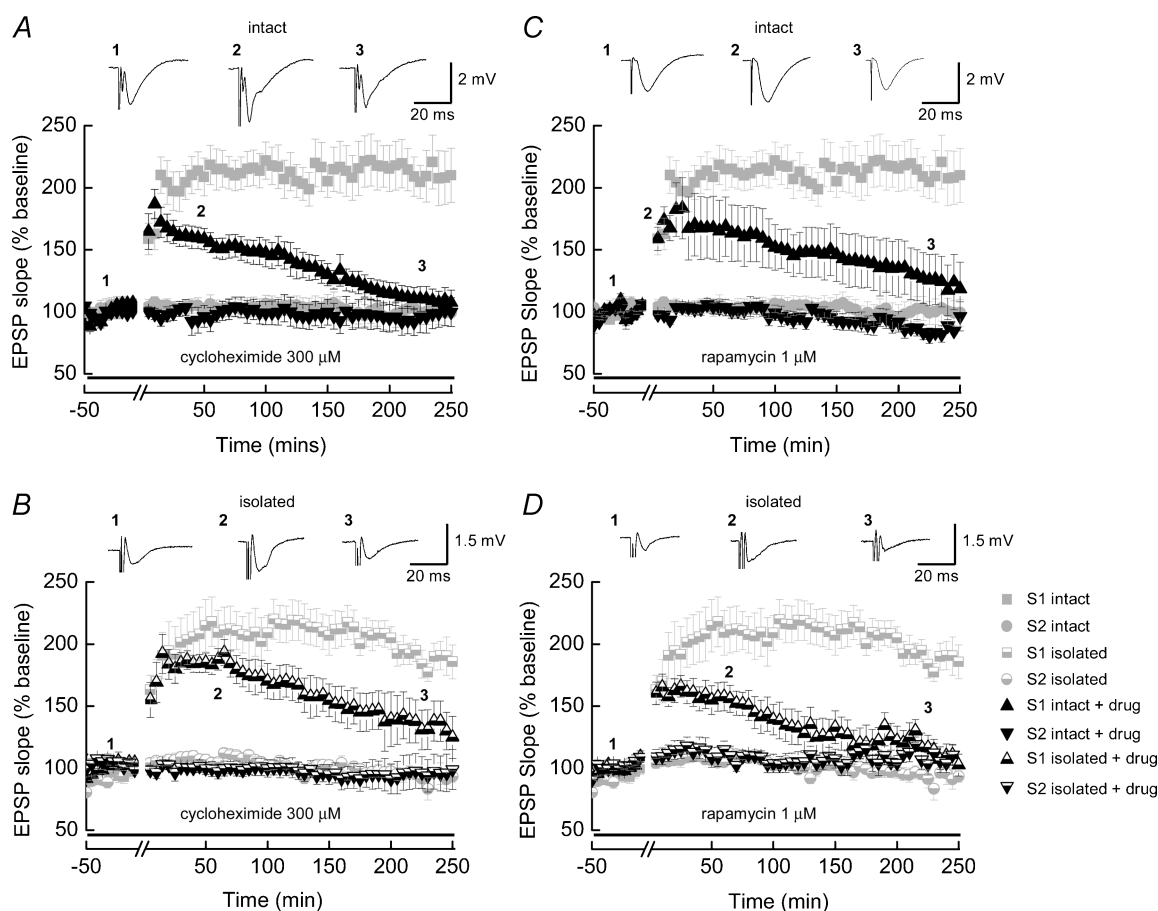 A
intact
1
2
3
2 mV
20 ms
EPSP slope (% baseline)
250
200
150
100
50
1
2
3
cycloheximide 300 µM
-50
50
100
150
200
250
Time (mins)
C
intact
1
2
3
2 mV
20 ms
EPSP Slope (% baseline)
250
200
150
100
50
1
2
3
rapamycin 1 µM
-50
50
100
150
200
250
Time (min)
B
isolated
1
2
3
1.5 mV
20 ms
EPSP slope (% baseline)
250
200
150
100
50
1
2
3
cycloheximide 300 µM
-50
50
100
150
200
250
Time (min)
D
isolated
1
2
3
1.5 mV
20 ms
EPSP Slope (% baseline)
250
200
150
100
50
1
2
3
rapamycin 1 µM
-50
50
100
150
200
250
Time (min)
S1 intact
S2 intact
S1 isolated
S2 isolated
S1 intact + drug
S2 intact + drug
S1 isolated + drug
S2 isolated + drug